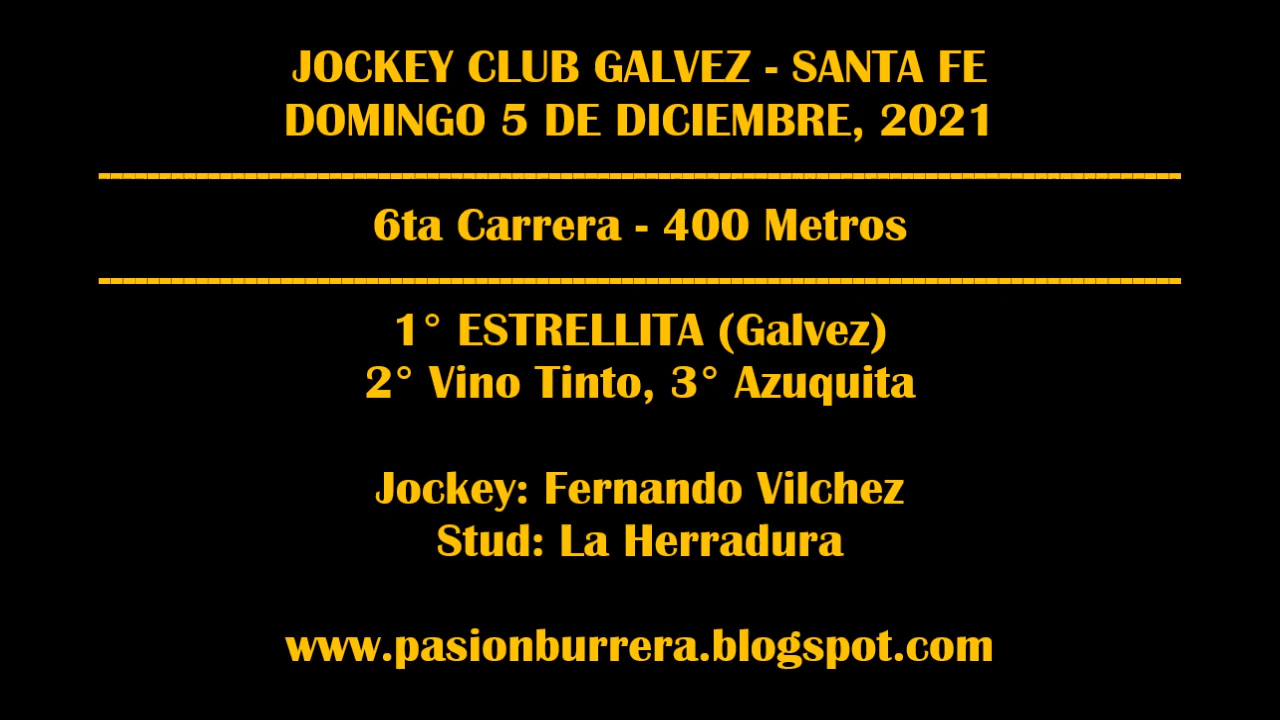 JOCKEY CLUB GALVEZ - SANTA FE
DOMINGO 5 DE DICIEMBRE, 2021
6ta Carrera - 400 Metros
1° ESTRELLITA (Galvez)
2° Vino Tinto, 3° Azuquita
Jockey: Fernando Vilchez
Stud: La Herradura
www.pasionburrera.blogspot.com